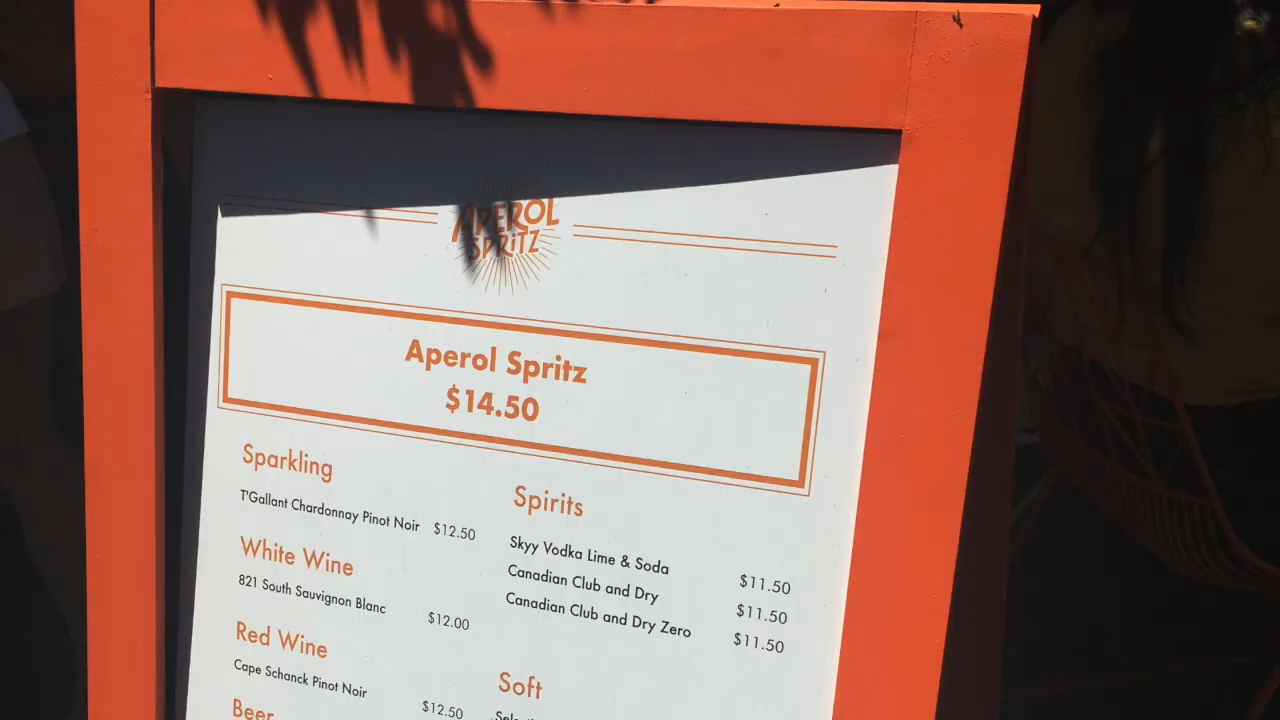 APEROL
SPRITZ
Aperol Spritz
$14.50
Sparkling
T'Gallant Chardonnay Pinot Noir $12.50
White Wine
821 South Sauvignon Blanc $12.00
Red Wine
Cape Schanck Pinot Noir $12.50
Beer
Spirits
Skyy Vodka Lime & Soda $11.50
Canadian Club and Dry $11.50
Canadian Club and Dry Zero $11.50
Soft